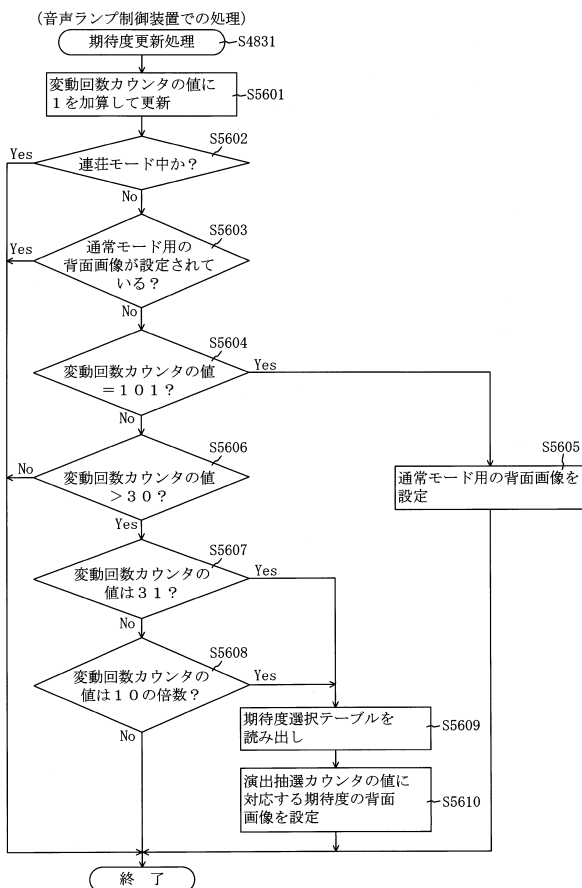 (音声ランプ制御装置での処理)
期待度更新処理
S4831
変動回数カウンタの値に
1を加算して更新
S5601
S5602
Yes
連荘モード中か?
No
S5603
Yes
通常モード用の
背面画像が設定されて
いる?
No
S5604
Yes
変動回数カウンタの値
=101?
No
S5605
通常モード用の背面画像を
設定
S5606
No
変動回数カウンタの値
>30?
Yes
S5607
Yes
変動回数カウンタの
値は31?
No
S5608
Yes
変動回数カウンタの
値は10の倍数?
No
期待度選択テーブルを
読み出し
S5609
演出抽選カウンタの値に
対応する期待度の背面
画像を設定
S5610
終了